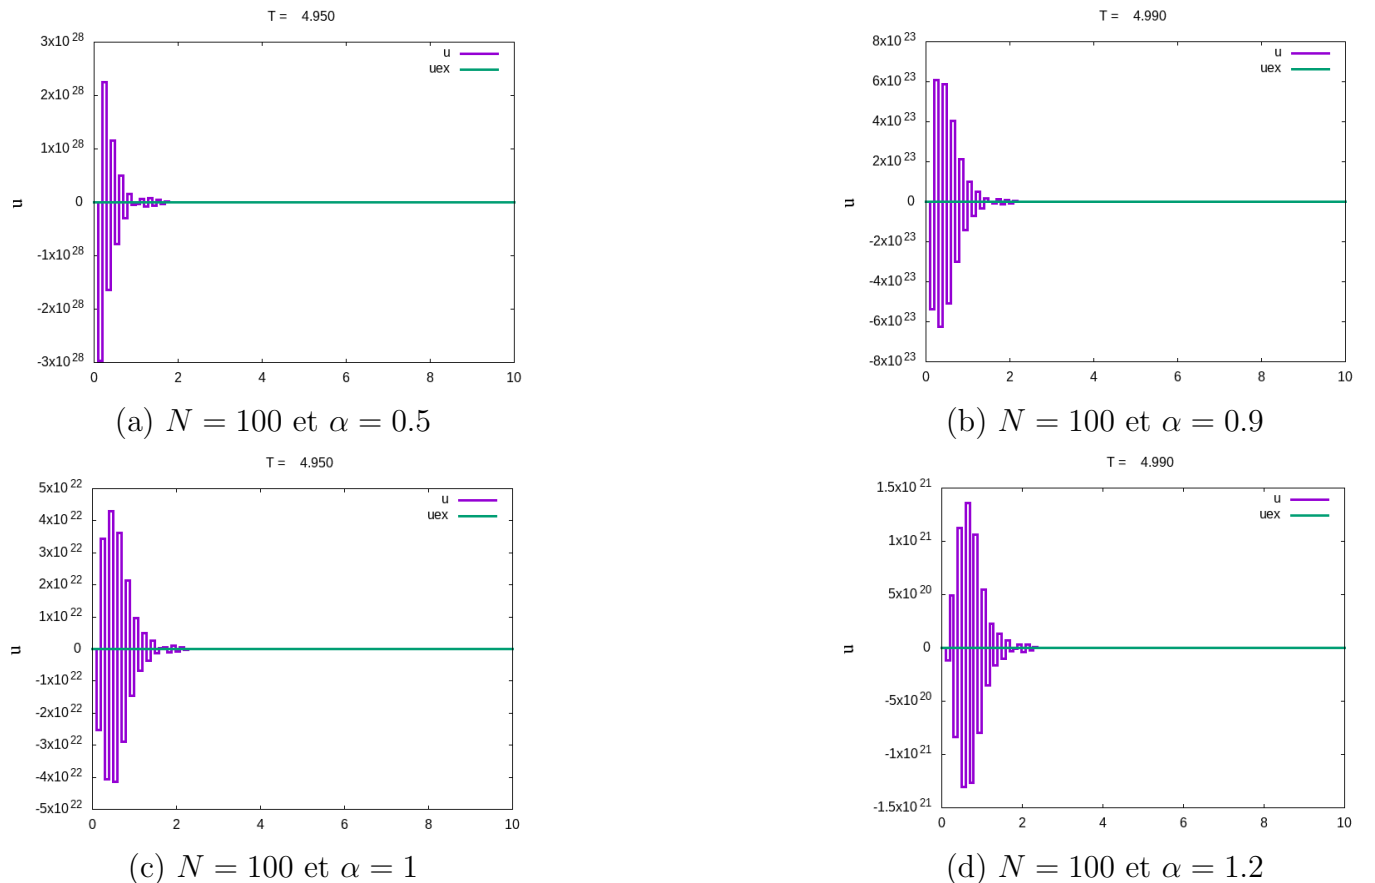 T = 4.950
3x10^28
2x10^28
1x10^28
0
-1x10^28
-2x10^28
-3x10^28
u
u
uex
0 2 4 6 8 10
(a) N = 100 et α = 0.5
T = 4.990
8x10^23
6x10^23
4x10^23
2x10^23
0
-2x10^23
-4x10^23
-6x10^23
-8x10^23
u
u
uex
0 2 4 6 8 10
(b) N = 100 et α = 0.9
T = 4.950
5x10^22
4x10^22
3x10^22
2x10^22
1x10^22
0
-1x10^22
-2x10^22
-3x10^22
-4x10^22
-5x10^22
u
u
uex
0 2 4 6 8 10
(c) N = 100 et α = 1
T = 4.990
1.5x10^21
1x10^21
5x10^20
0
-5x10^20
-1x10^21
-1.5x10^21
u
u
uex
0 2 4 6 8 10
(d) N = 100 et α = 1.2